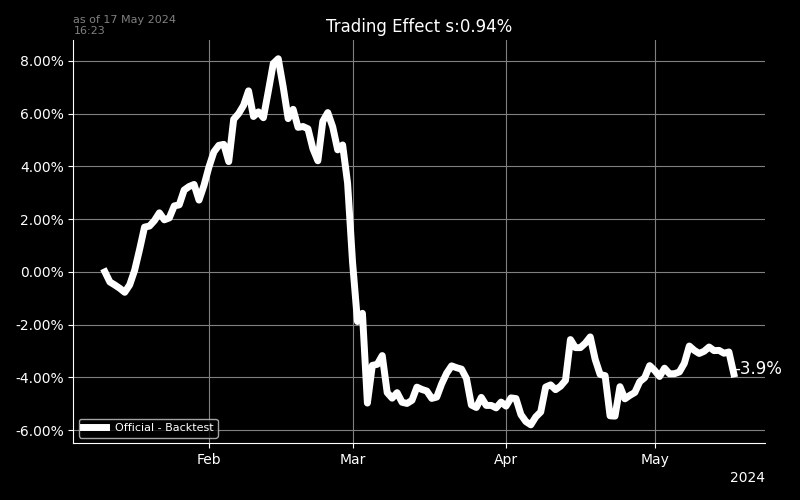 as of 17 May 2024
16:23
Trading Effect s:0.94%
8.00%
6.00%
4.00%
2.00%
0.00%
-2.00%
-4.00%
-6.00%
-3.9%
Official - Backtest
Feb
Mar
Apr
May
2024